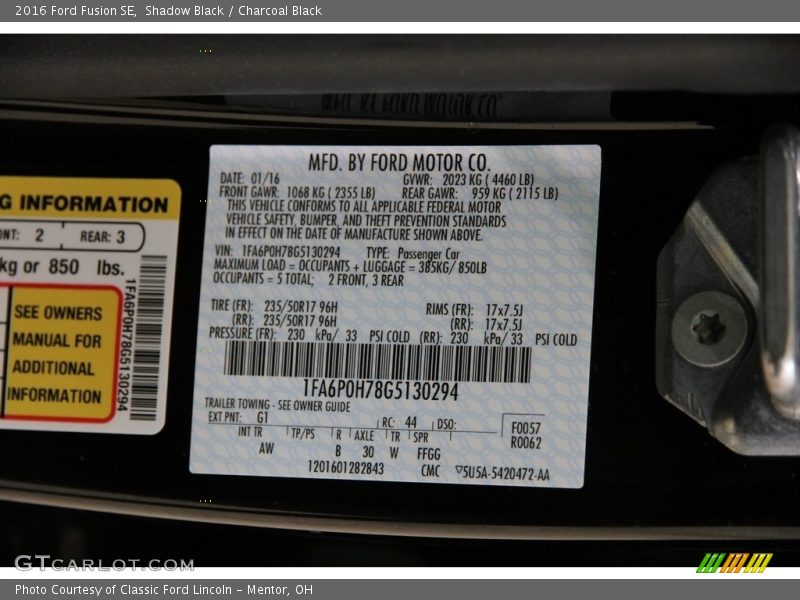 2016 Ford Fusion SE, Shadow Black / Charcoal Black
MFD. BY FORD MOTOR CO.
DATE: 01/16 GVWR: 2023 KG ( 4460 LB)
FRONT GAWR: 1068 KG ( 2355 LB) REAR GAWR: 959 KG ( 2115 LB)
THIS VEHICLE CONFORMS TO ALL APPLICABLE FEDERAL MOTOR
VEHICLE SAFETY, BUMPER, AND THEFT PREVENTION STANDARDS
IN EFFECT ON THE DATE OF MANUFACTURE SHOWN ABOVE.
VIN: 1FA6P0H78G5130294 TYPE: Passenger Car
MAXIMUM LOAD = OCCUPANTS + LUGGAGE = 385KG/ 850LB
OCCUPANTS = 5 TOTAL; 2 FRONT, 3 REAR
TIRE (FR): 235/50R17 96H RIMS (FR): 17x7.5J
(RR): 235/50R17 96H (RR): 17x7.5J
PRESSURE (FR): 230 kPa/ 33 PSI COLD (RR): 230 kPa/ 33 PSI COLD
1FA6P0H78G5130294
TRAILER TOWING - SEE OWNER GUIDE
EXT PNT: G1 RC: 44 DSO: F0057
R0062
INT TR TP/PS R AXLE TR SPR
AW B 30 W FFGG
1201601282843 CMC ▽5U5A-5420472-AA
G INFORMATION
NT: 2 REAR: 3
kg or 850 lbs.
SEE OWNERS
MANUAL FOR
ADDITIONAL
INFORMATION
1FA6P0H78G5130294
GTCARLOT.COM
Photo Courtesy of Classic Ford Lincoln – Mentor, OH